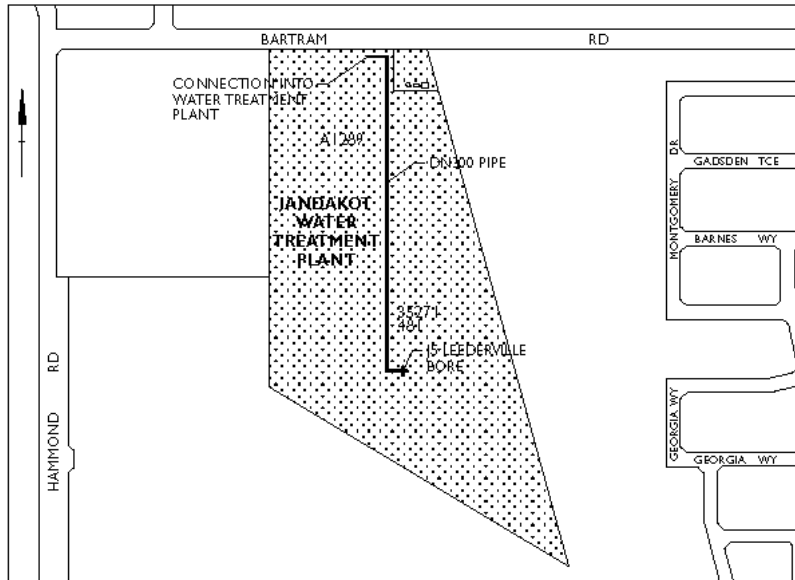 BARTRAM RD
CONNECTION INTO
WATER TREATMENT
PLANT
A1289
DN300 PIPE
JANDAKOT
WATER
TREATMENT
PLANT
35271
481
J5 LEEDERVILLE
BORE
HAMMOND RD
MONTGOMERY DR
GADSDEN TCE
BARNES WY
GEORGIA WY
GEORGIA WY